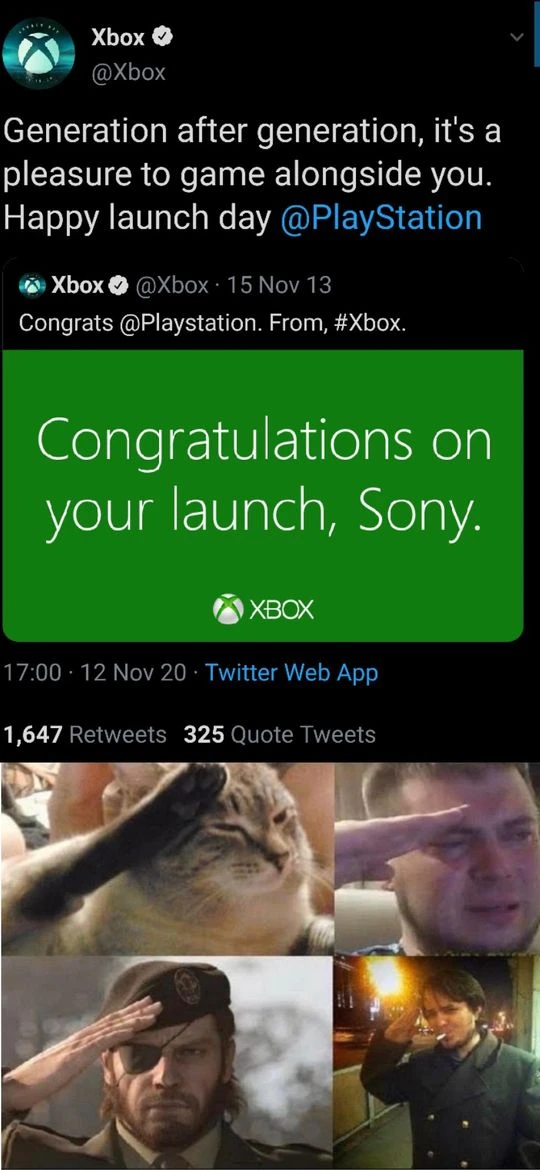 Xbox
@Xbox
Generation after generation, it's a
pleasure to game alongside you.
Happy launch day @PlayStation
Xbox @Xbox · 15 Nov 13
Congrats @Playstation. From, #Xbox.
Congratulations on
your launch, Sony.
XBOX
17:00 · 12 Nov 20 · Twitter Web App
1,647 Retweets 325 Quote Tweets